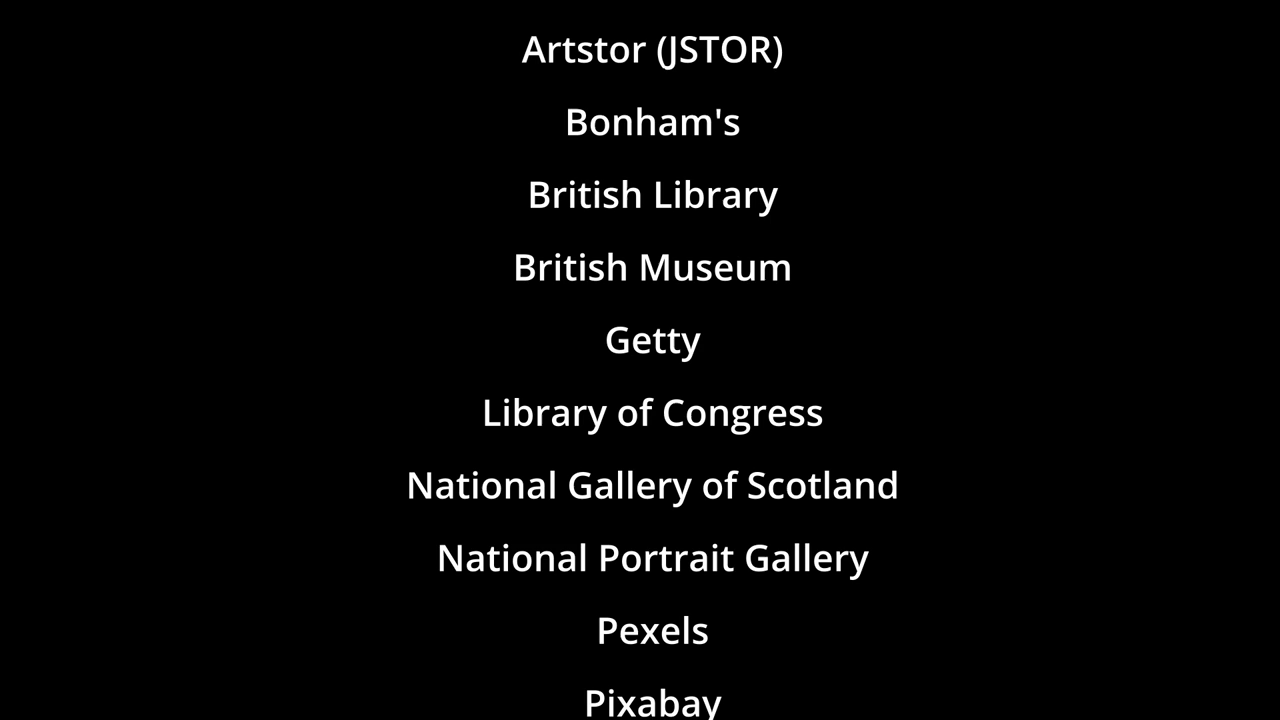 Artstor (JSTOR)
Bonham's
British Library
British Museum
Getty
Library of Congress
National Gallery of Scotland
National Portrait Gallery
Pexels
Pixabay